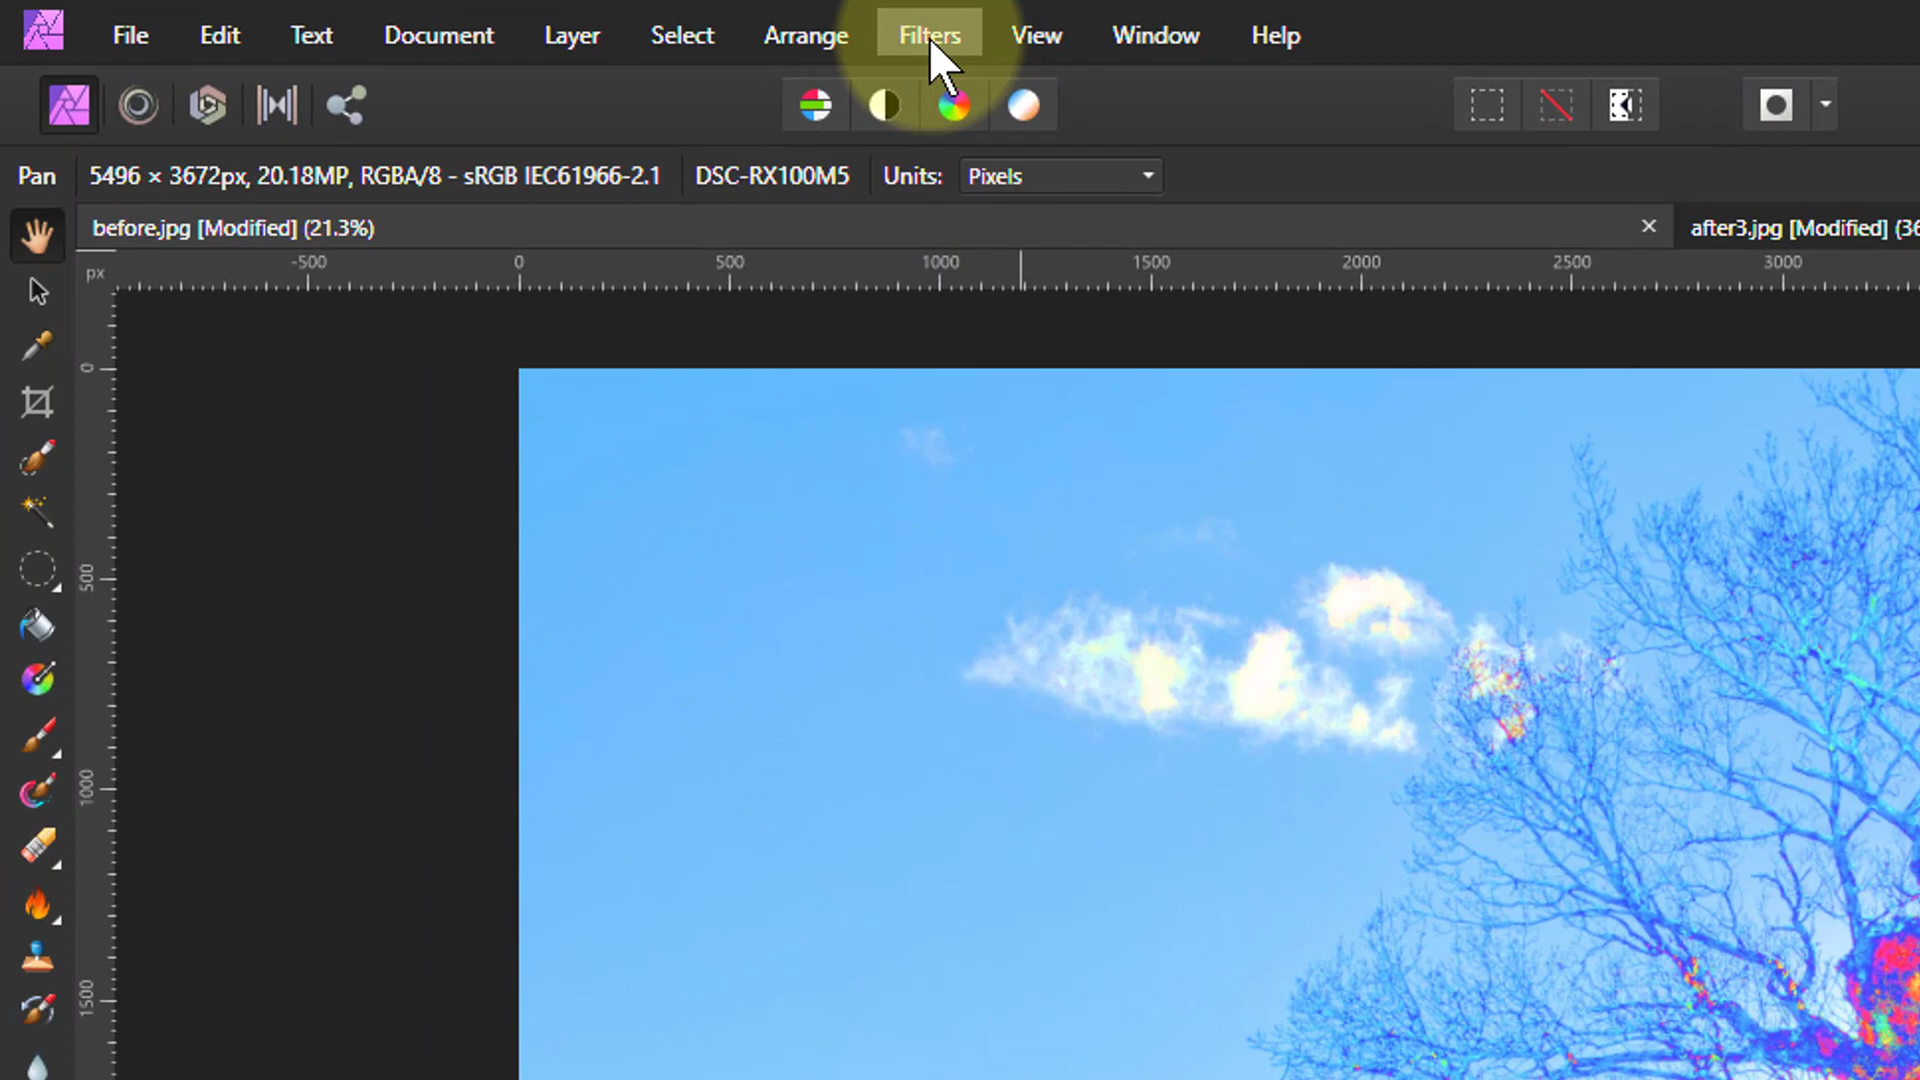 File Edit Text Document Layer Select Arrange Filters View Window Help
Pan 5496 × 3672px, 20.18MP, RGBA/8 - sRGB IEC61966-2.1 DSC-RX100M5 Units: Pixels
before.jpg [Modified] (21.3%) after3.jpg [Modified] (36
px -500 0 500 1000 1500 2000 2500 3000
0
500
1000
1500